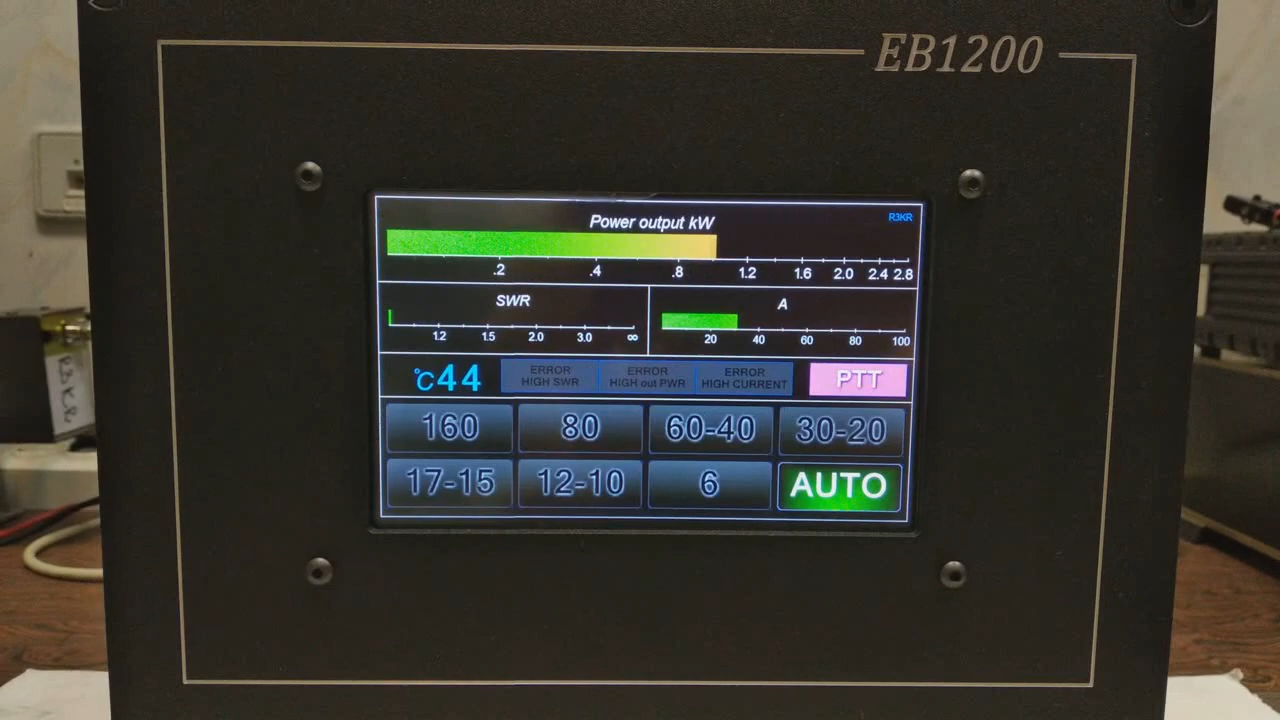 EB1200
Power output kW
R3KR
.2 .4 .8 1.2 1.6 2.0 2.4 2.8
SWR
1.2 1.5 2.0 3.0 ∞
A
20 40 60 80 100
°C 44
ERROR
HIGH SWR
ERROR
HIGH out PWR
ERROR
HIGH CURRENT
PTT
160 80 60-40 30-20
17-15 12-10 6 AUTO
R3KR